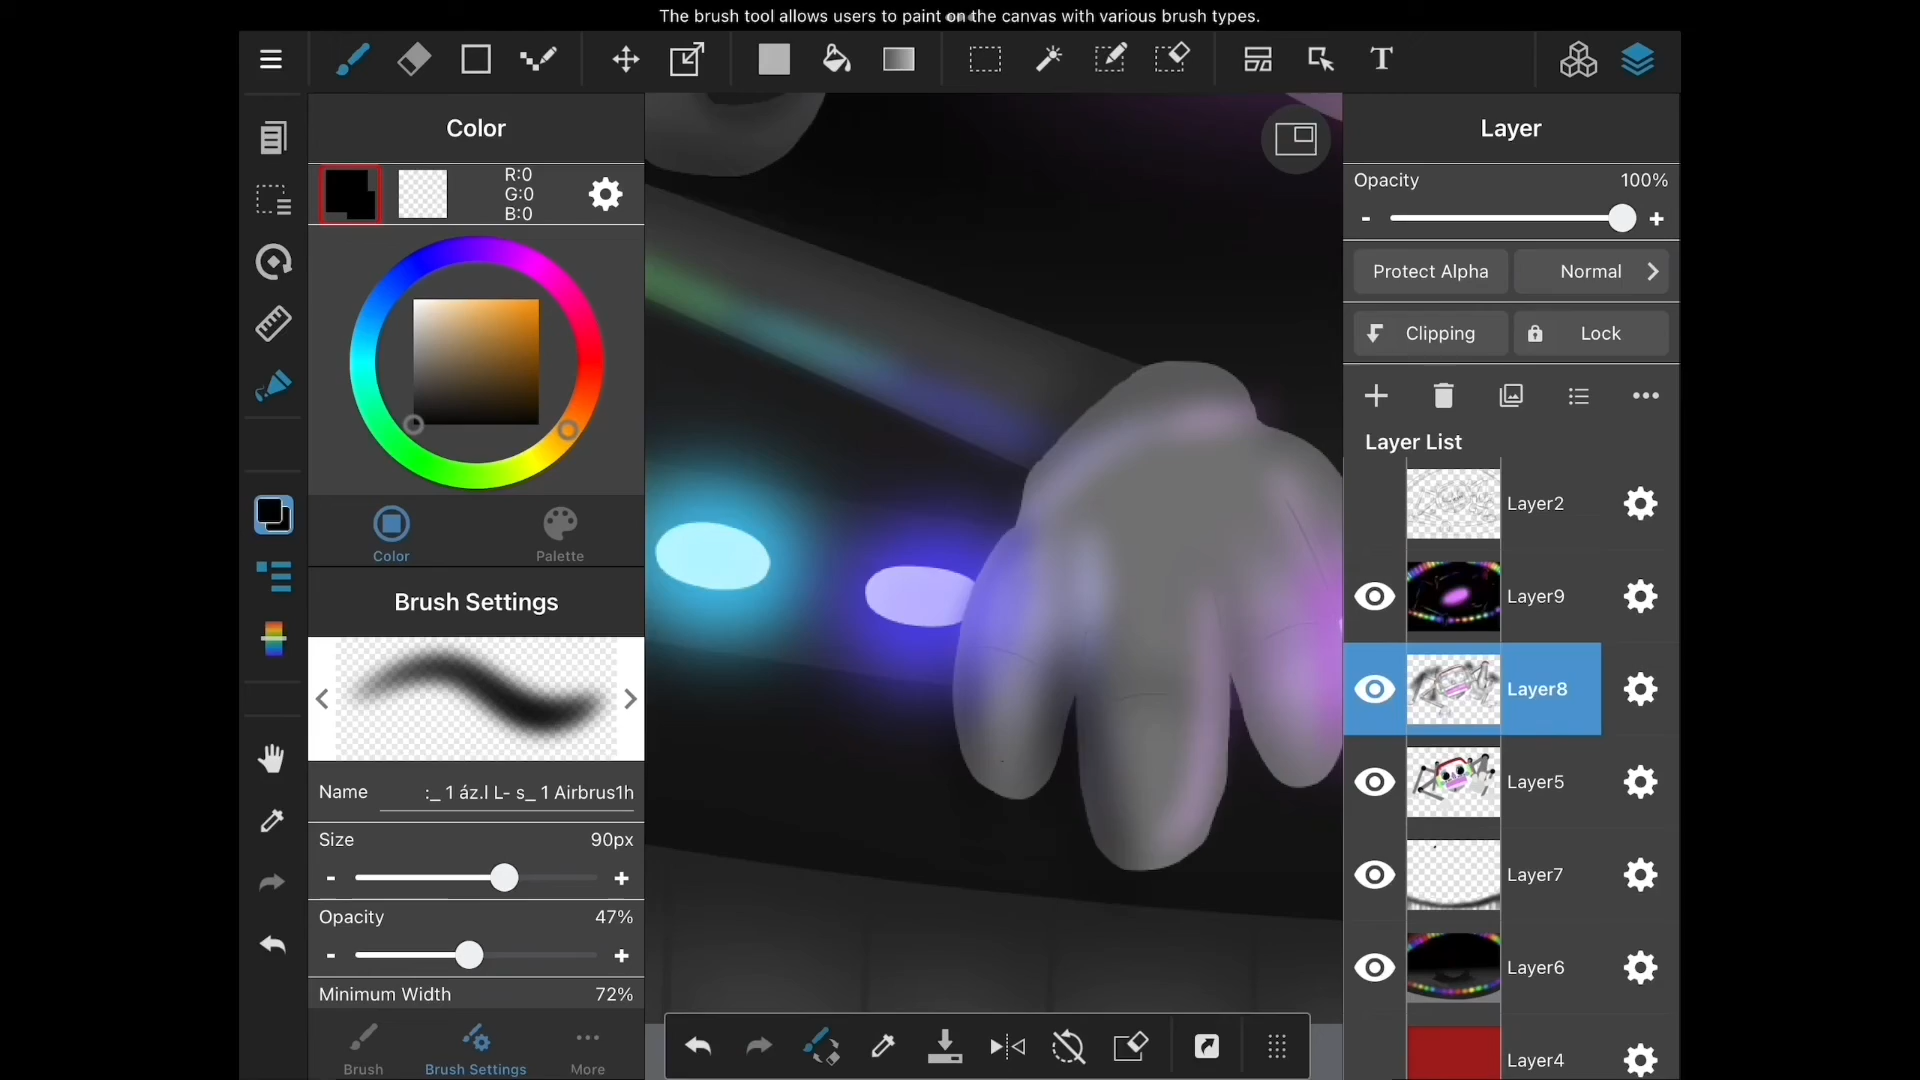 The brush tool allows users to paint on the canvas with various brush types.
T
Color
Layer
R:0
G:0
B:0
Opacity
100%
-
+
Protect Alpha
Normal
Clipping
Lock
Layer List
Layer2
Color
Palette
Layer9
Brush Settings
Layer8
Name
:_ 1 áz.l L- s_ 1 Airbrus1h
Layer5
Size
90px
-
+
Layer7
Opacity
47%
-
+
Layer6
Minimum Width
72%
Brush
Brush Settings
More
Layer4